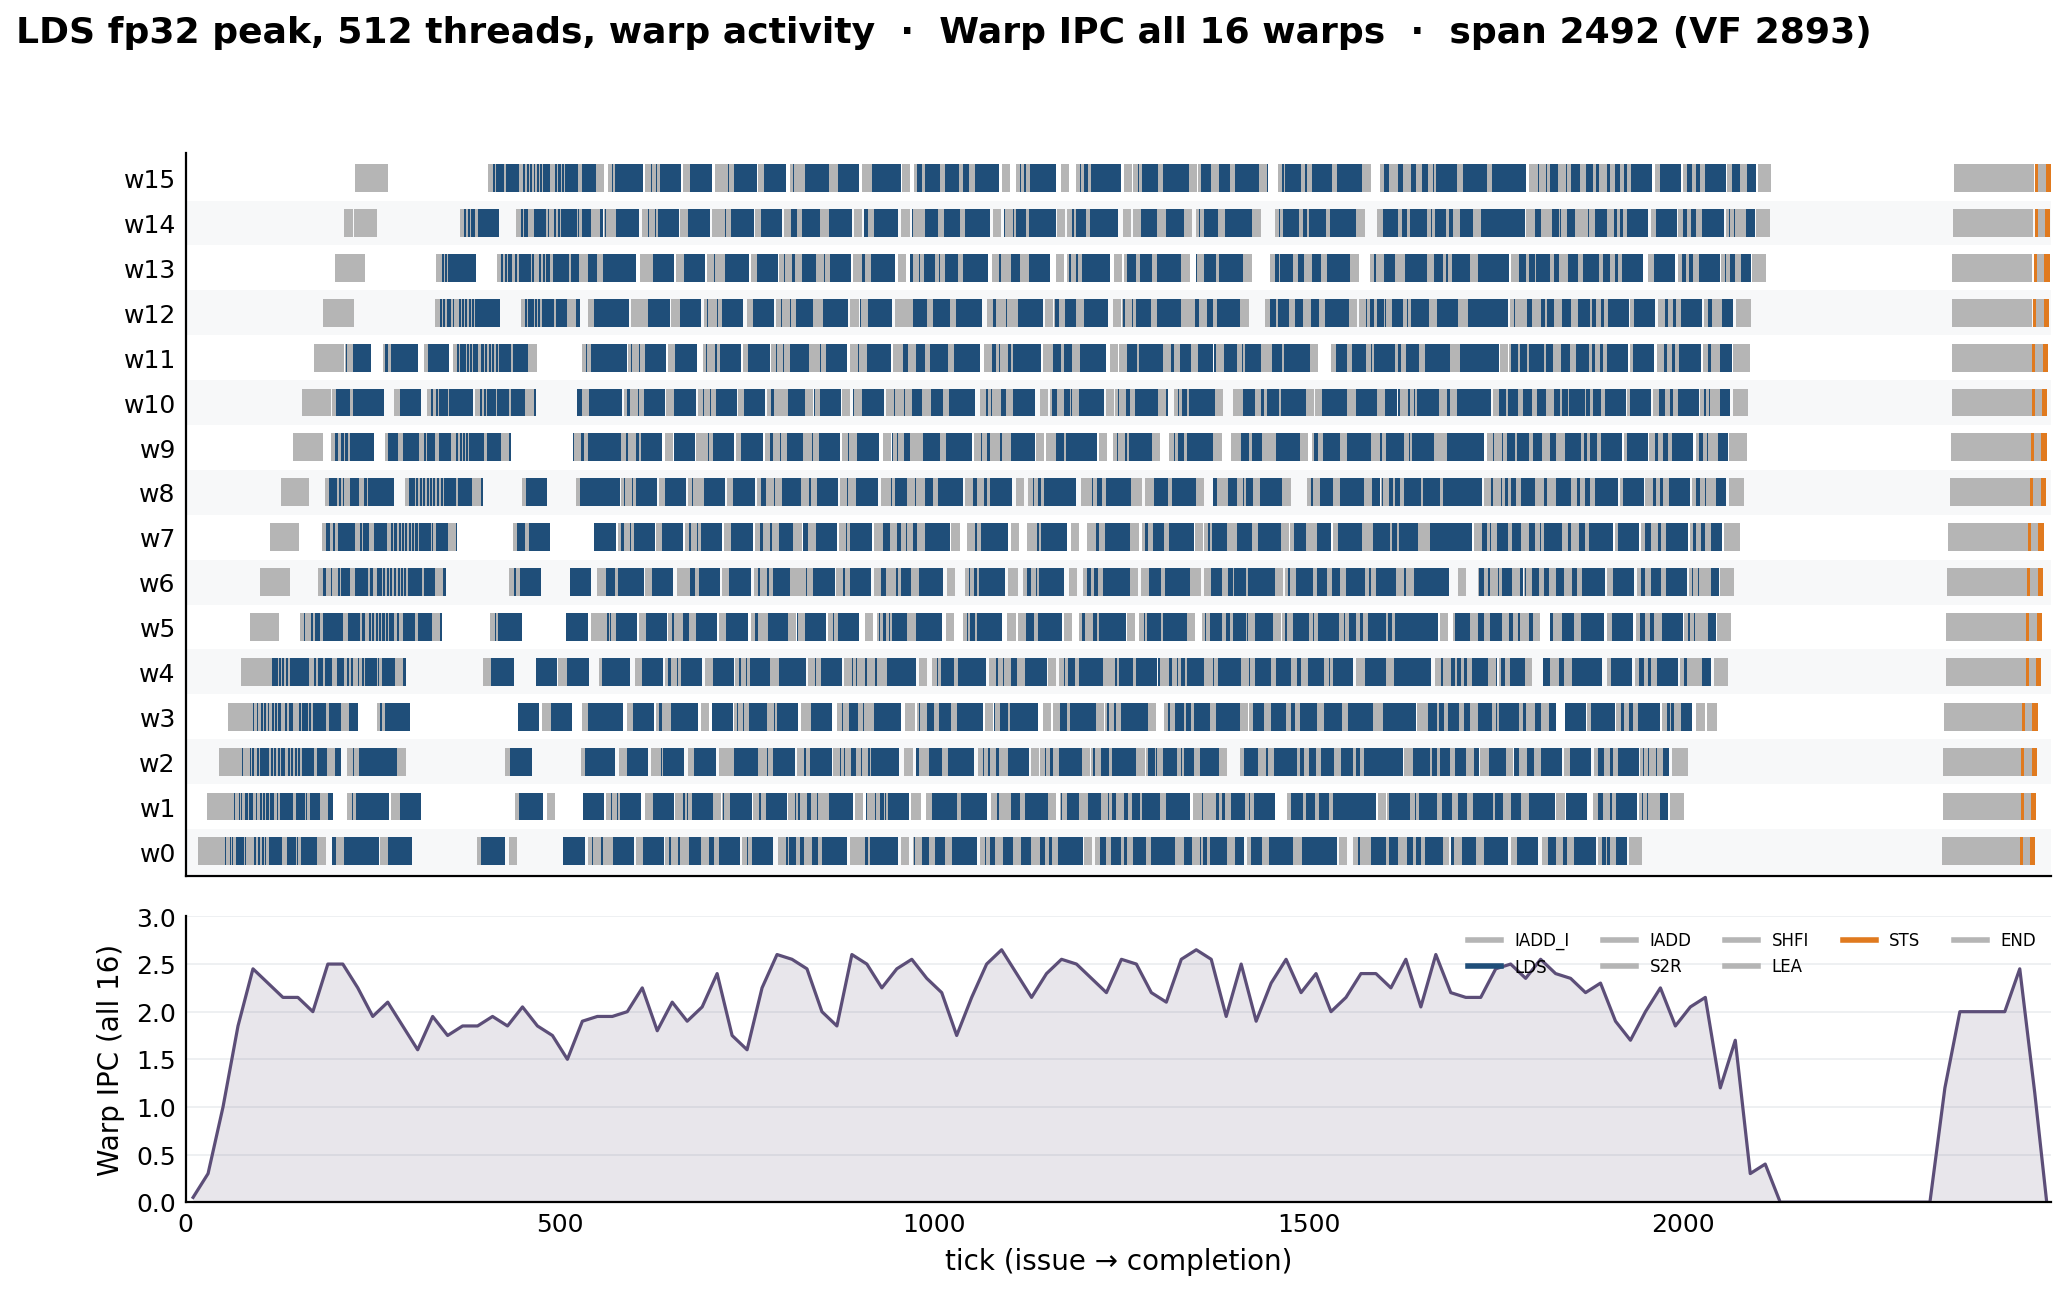 LDS fp32 peak, 512 threads, warp activity · Warp IPC all 16 warps · span 2492 (VF 2893)
w15
w14
w13
w12
w11
w10
w9
w8
w7
w6
w5
w4
w3
w2
w1
w0
Warp IPC (all 16)
3.0
2.5
2.0
1.5
1.0
0.5
0.0
IADD_I IADD SHFI STS END
LDS S2R LEA
0 500 1000 1500 2000
tick (issue → completion)